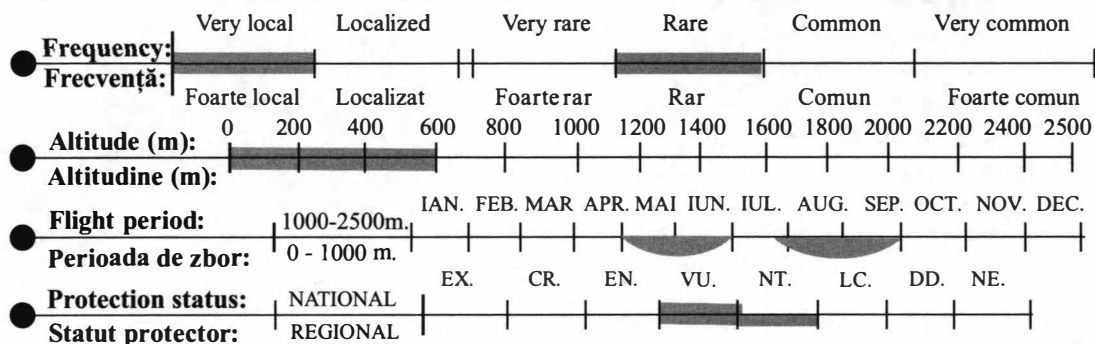 Very local Localized Very rare Rare Common Very common
Frequency:
Frecvență:
Foarte local Localizat Foarte rar Rar Comun Foarte comun
Altitude (m): 0 200 400 600 800 1000 1200 1400 1600 1800 2000 2200 2400 2500
Altitudine (m):
IAN. FEB. MAR APR. MAI IUN. IUL. AUG. SEP. OCT. NOV. DEC.
Flight period: 1000-2500m.
Perioada de zbor: 0 - 1000 m.
EX. CR. EN. VU. NT. LC. DD. NE.
Protection status: NATIONAL
Statut protector: REGIONAL